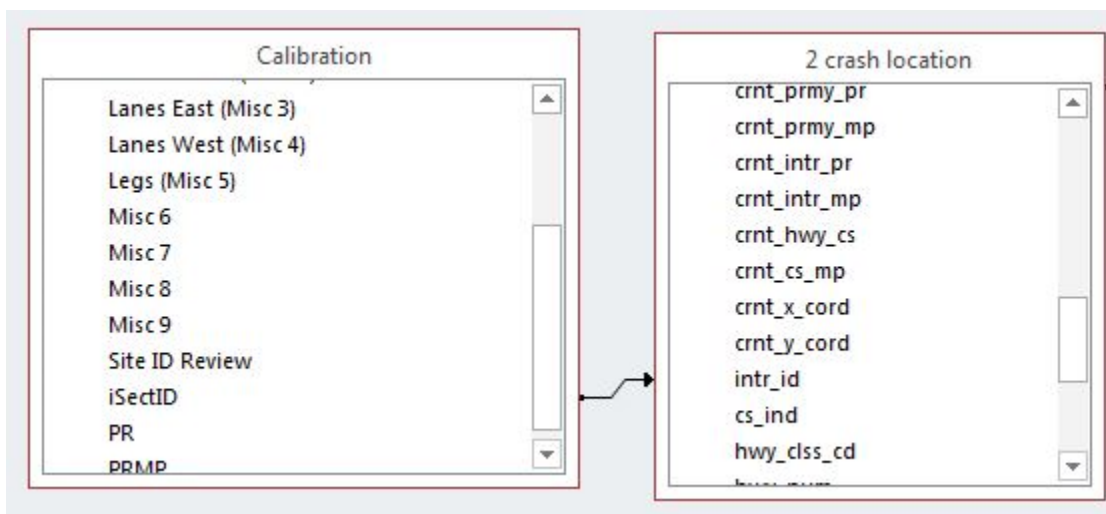 Calibration
Lanes East (Misc 3)
Lanes West (Misc 4)
Legs (Misc 5)
Misc 6
Misc 7
Misc 8
Misc 9
Site ID Review
iSectID
PR
PRMP
2 crash location
crnt_prmy_pr
crnt_prmy_mp
crnt_intr_pr
crnt_intr_mp
crnt_hwy_cs
crnt_cs_mp
crnt_x_cord
crnt_y_cord
intr_id
cs_ind
hwy_clss_cd